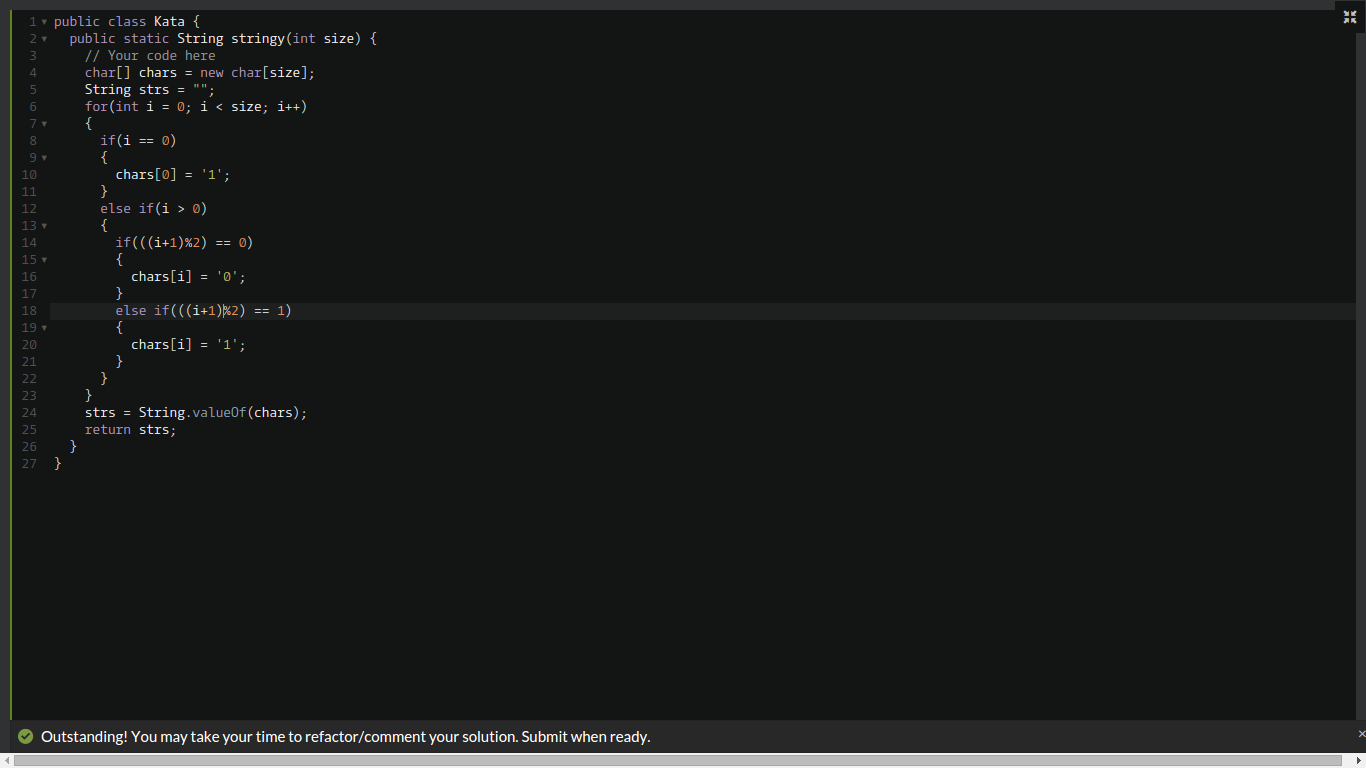 1 public class Kata {
2 public static String stringy(int size) {
3 // Your code here
4 char[] chars = new char[size];
5 String strs = "";
6 for(int i = 0; i < size; i++)
7 {
8 if(i == 0)
9 {
10 chars[0] = '1';
11 }
12 else if(i > 0)
13 {
14 if(((i+1)%2) == 0)
15 {
16 chars[i] = '0';
17 }
18 else if(((i+1)%2) == 1)
19 {
20 chars[i] = '1';
21 }
22 }
23 }
24 strs = String.valueOf(chars);
25 return strs;
26 }
27 }
Outstanding! You may take your time to refactor/comment your solution. Submit when ready.